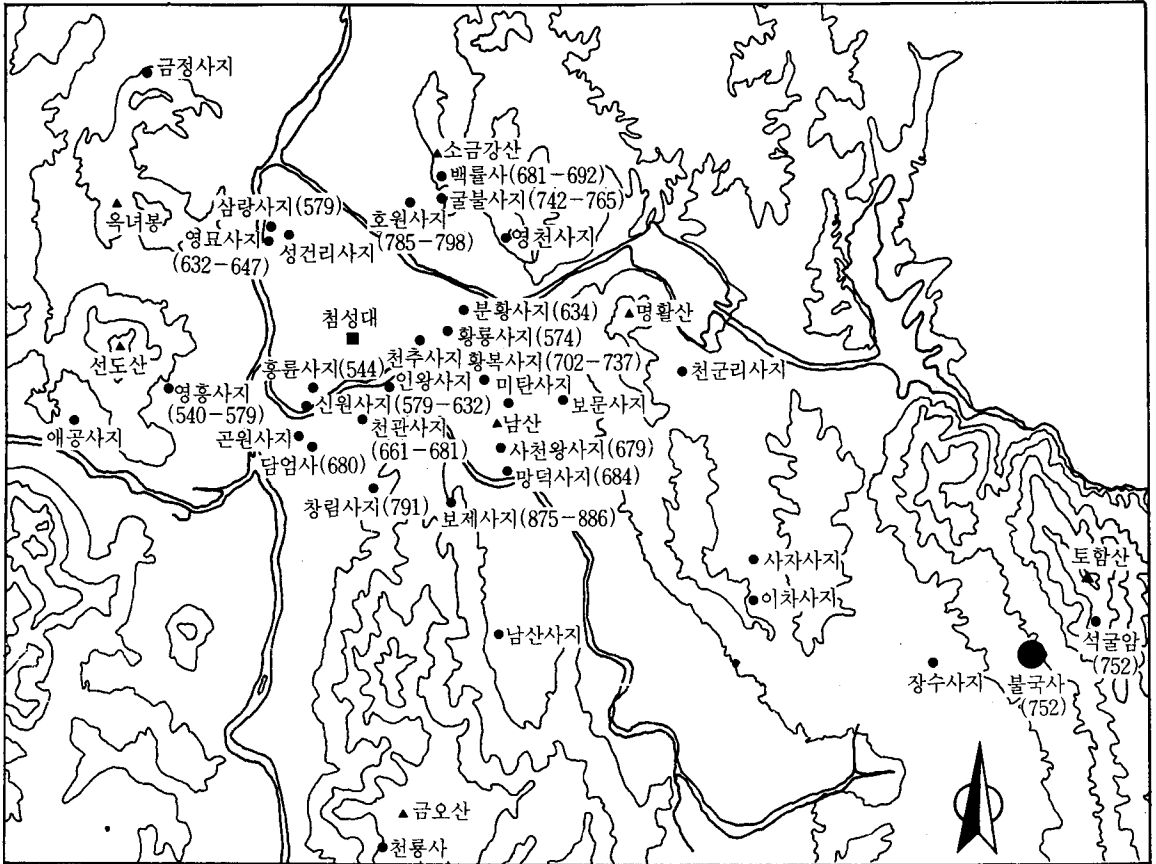 금정사지
소금강산
백률사(681-692)
굴불사지(742-765)
옥녀봉
삼랑사지(579)
호원사지
(785-798)
영묘사지
(632-647)
성건리사지
영천사지
분황사지(634)
명활산
첨성대
황룡사지(574)
선도산
천추사지
황복사지(702-737)
흥륜사지(544)
인왕사지
미탄사지
천군리사지
영흥사지
(540-579)
신원사지(579-632)
보문사지
애공사지
곤원사지
천관사지
(661-681)
남산
담엄사(680)
사천왕사지(679)
망덕사지(684)
창림사지(791)
보제사지(875-886)
사자사지
토함산
이차사지
남산사지
석굴암
(752)
장수사지
불국사
(752)
금오산
천룡사